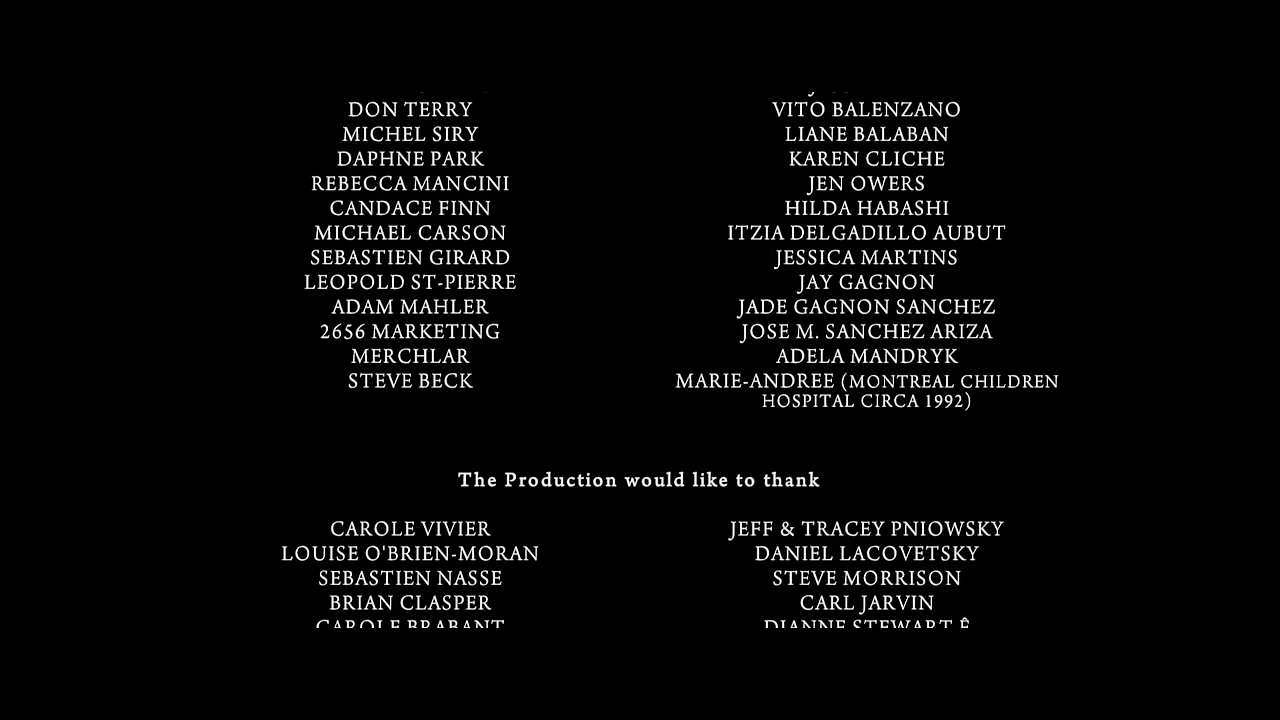 DON TERRY
MICHEL SIRY
DAPHNE PARK
REBECCA MANCINI
CANDACE FINN
MICHAEL CARSON
SEBASTIEN GIRARD
LEOPOLD ST-PIERRE
ADAM MAHLER
2656 MARKETING
MERCHLAR
STEVE BECK
VITO BALENZANO
LIANE BALABAN
KAREN CLICHE
JEN OWERS
HILDA HABASHI
ITZIA DELGADILLO AUBUT
JESSICA MARTINS
JAY GAGNON
JADE GAGNON SANCHEZ
JOSE M. SANCHEZ ARIZA
ADELA MANDRYK
MARIE-ANDREE (MONTREAL CHILDREN
HOSPITAL CIRCA 1992)
The Production would like to thank
CAROLE VIVIER
LOUISE O'BRIEN-MORAN
SEBASTIEN NASSE
BRIAN CLASPER
CAROLE BRABANT
JEFF & TRACEY PNIOWSKY
DANIEL LACOVETSKY
STEVE MORRISON
CARL JARVIN
DIANNE STEWART Ê